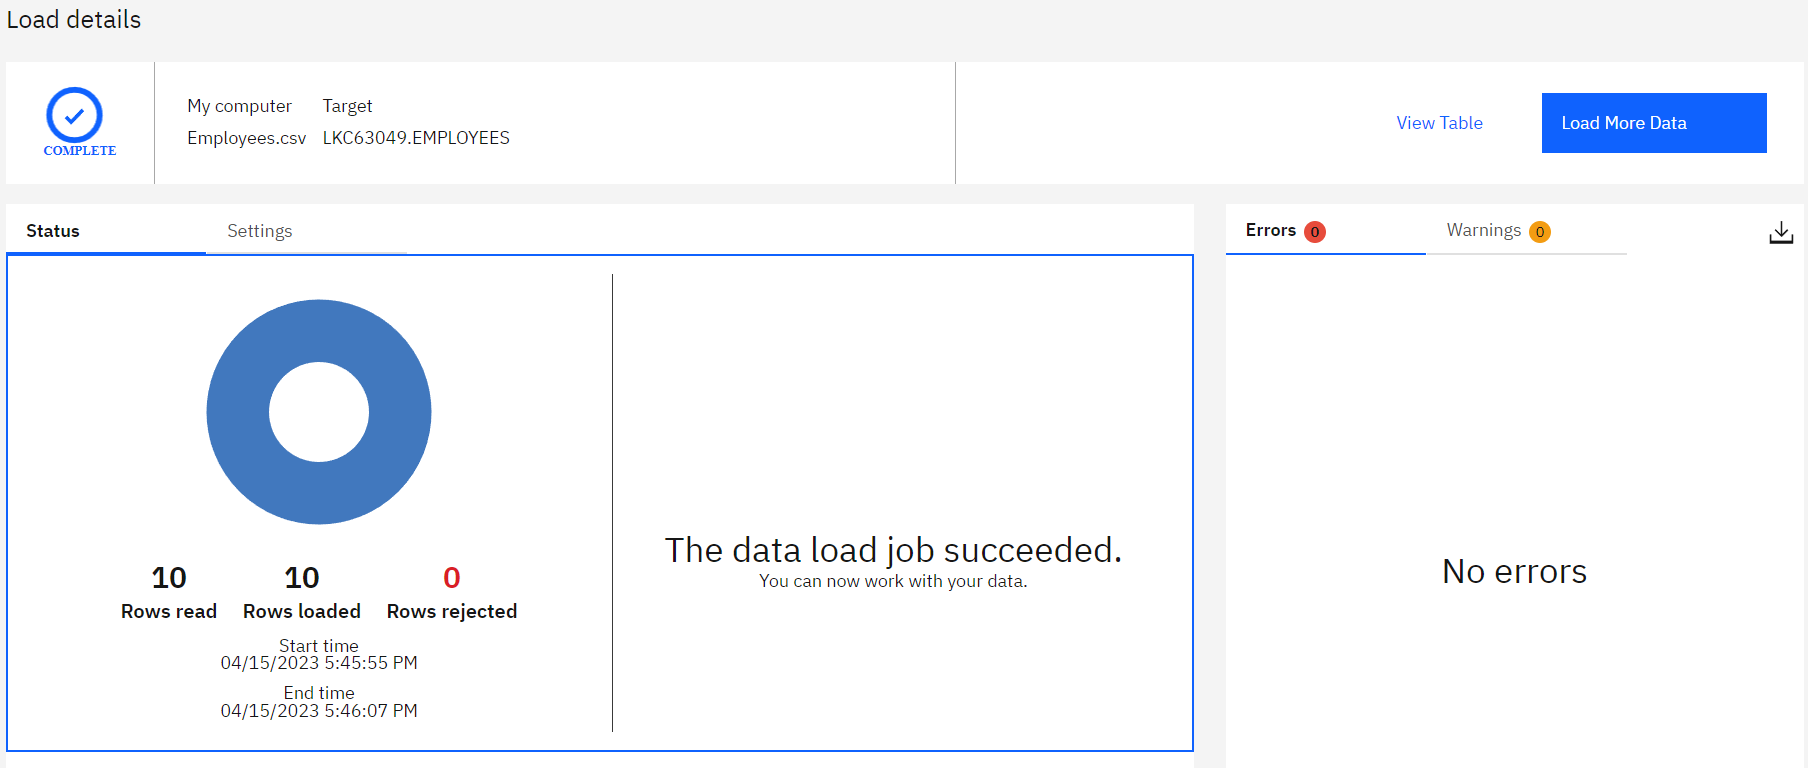 Load details
COMPLETE
My computer Target
Employees.csv LKC63049.EMPLOYEES
View Table
Load More Data
Status Settings
10 10 0
Rows read Rows loaded Rows rejected
Start time
04/15/2023 5:45:55 PM
End time
04/15/2023 5:46:07 PM
The data load job succeeded.
You can now work with your data.
Errors 0 Warnings 0
No errors